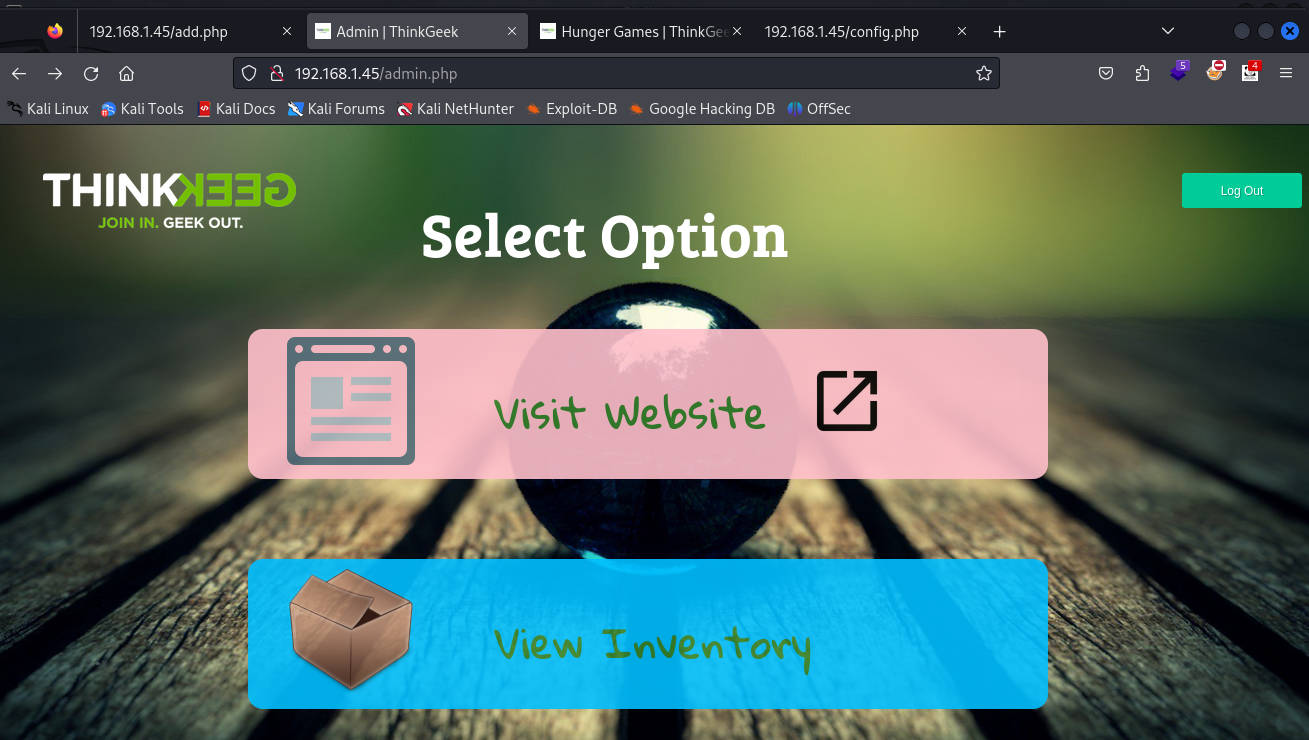 192.168.1.45/add.php
Admin | ThinkGeek
Hunger Games | ThinkGee
192.168.1.45/config.php
192.168.1.45/admin.php
5
4
Kali Linux
Kali Tools
Kali Docs
Kali Forums
Kali NetHunter
Exploit-DB
Google Hacking DB
OffSec
THINKGEEK
JOIN IN. GEEK OUT.
Log Out
Select Option
Visit Website
View Inventory